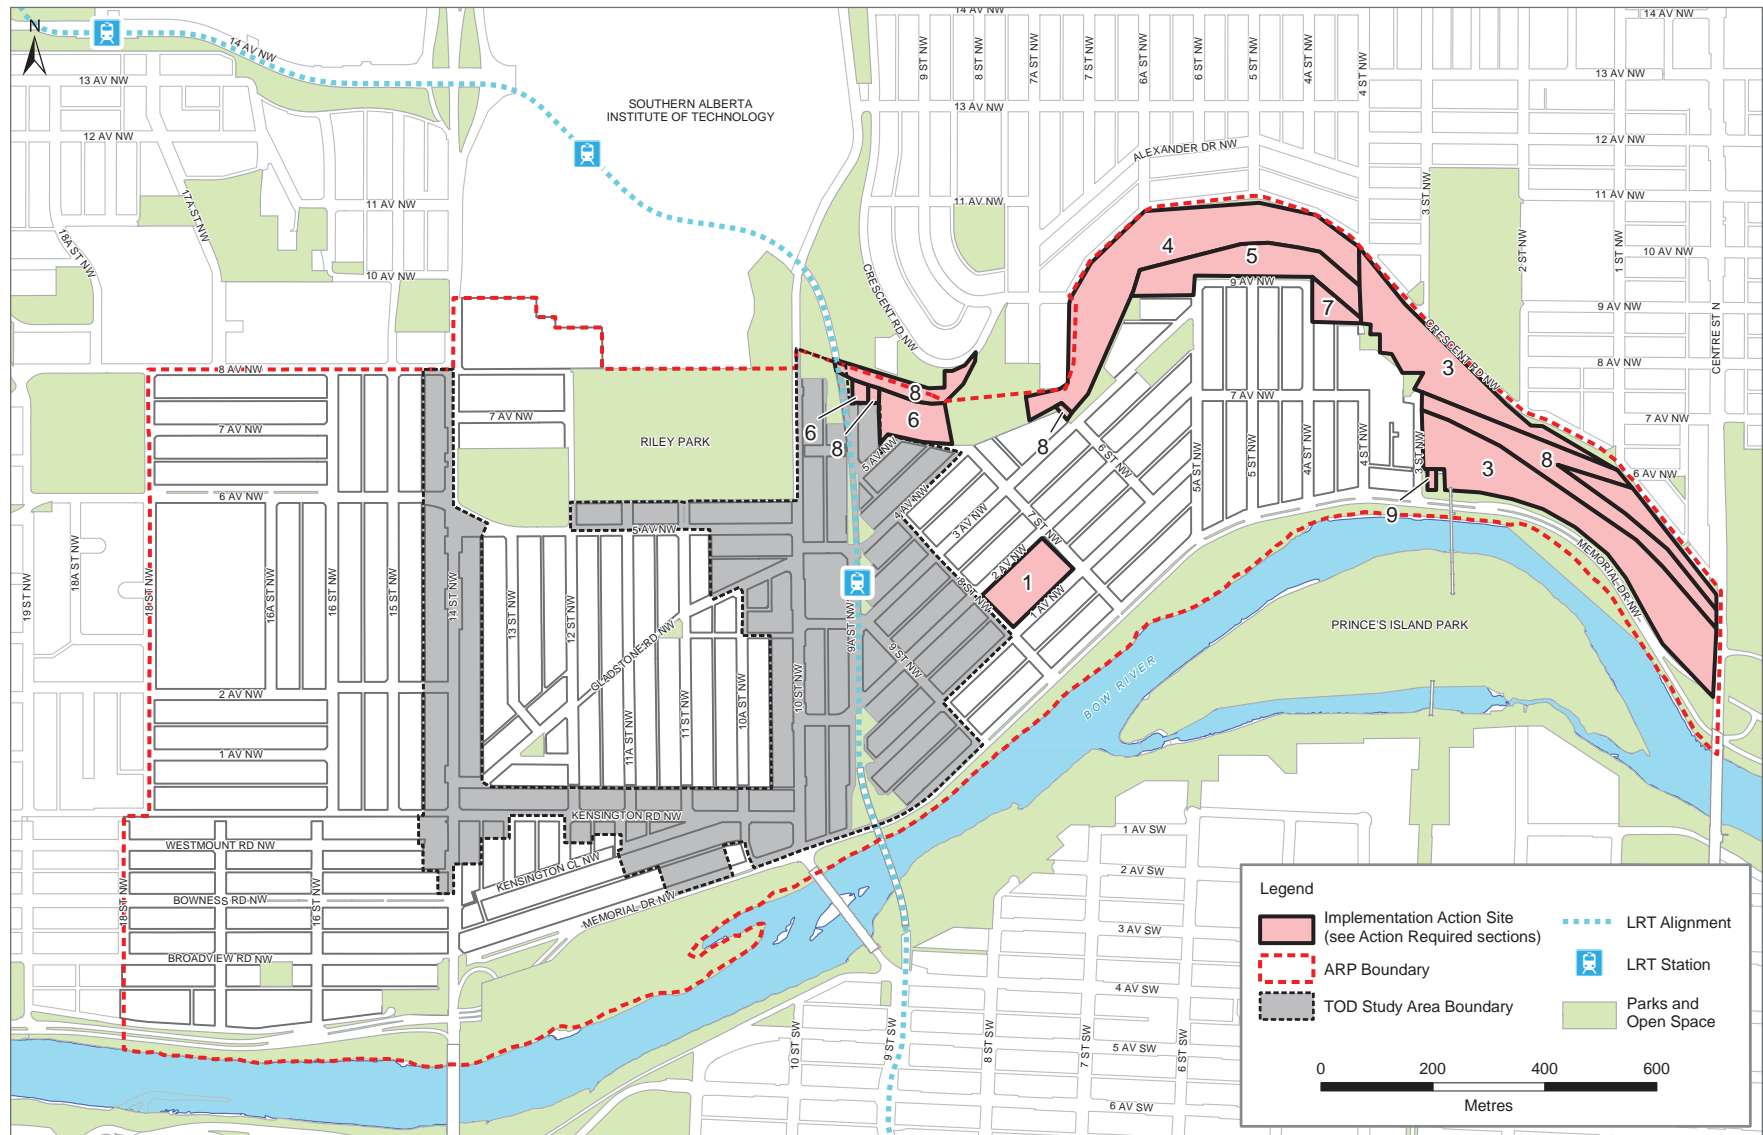 N
14 AV NW
13 AV NW
12 AV NW
11 AV NW
10 AV NW
17A ST NW
18A ST NW
SOUTHERN ALBERTA
INSTITUTE OF TECHNOLOGY
14 AV NW
9 ST NW
8 ST NW
7A ST NW
7 ST NW
6A ST NW
6 ST NW
5 ST NW
4A ST NW
4 ST NW
13 AV NW
ALEXANDER DR NW
11 AV NW
CRESCENT RD NW
14 AV NW
13 AV NW
12 AV NW
11 AV NW
10 AV NW
9 AV NW
8 AV NW
7 AV NW
6 AV NW
3 ST NW
2 ST NW
1 ST NW
CENTRE ST N
CRESCENT RD NW
4
5
9 AV NW
7
3
8
3
8
6
6
8
8
9
1
8 AV NW
7 AV NW
6 AV NW
2 AV NW
1 AV NW
7 AV NW
RILEY PARK
5 AV NW
5 AV NW
4 AV NW
3 AV NW
2 AV NW
1 AV NW
6 ST NW
7 ST NW
8 ST NW
9 ST NW
7 AV NW
5A ST NW
5 ST NW
4A ST NW
4 ST NW
3 ST NW
19 ST NW
18A ST NW
18 ST NW
16A ST NW
16 ST NW
15 ST NW
14 ST NW
13 ST NW
12 ST NW
GLADSTONE RD NW
11A ST NW
11 ST NW
10A ST NW
10 ST NW
9A ST NW
MEMORIAL DR NW
PRINCE'S ISLAND PARK
BOW RIVER
KENSINGTON RD NW
WESTMOUNT RD NW
KENSINGTON CL NW
BOWNESS RD NW
MEMORIAL DR NW
18 ST NW
16 ST NW
BROADVIEW RD NW
1 AV SW
2 AV SW
3 AV SW
4 AV SW
5 AV SW
6 AV SW
10 ST SW
9 ST SW
8 ST SW
7 ST SW
6 ST SW
Legend
Implementation Action Site
(see Action Required sections)
ARP Boundary
TOD Study Area Boundary
LRT Alignment
LRT Station
Parks and
Open Space
0 200 400 600
Metres